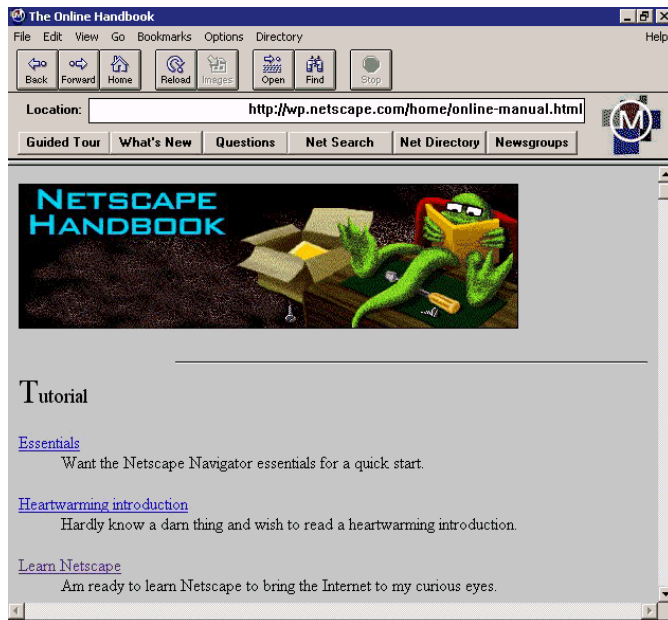 The Online Handbook
File Edit View Go Bookmarks Options Directory Help
Back Forward Home Reload Images Open Find Stop
Location: http://wp.netscape.com/home/online-manual.html
M
Guided Tour What's New Questions Net Search Net Directory Newsgroups
NETSCAPE
HANDBOOK
Tutorial
Essentials
Want the Netscape Navigator essentials for a quick start.
Heartwarming introduction
Hardly know a darn thing and wish to read a heartwarming introduction.
Learn Netscape
Am ready to learn Netscape to bring the Internet to my curious eyes.